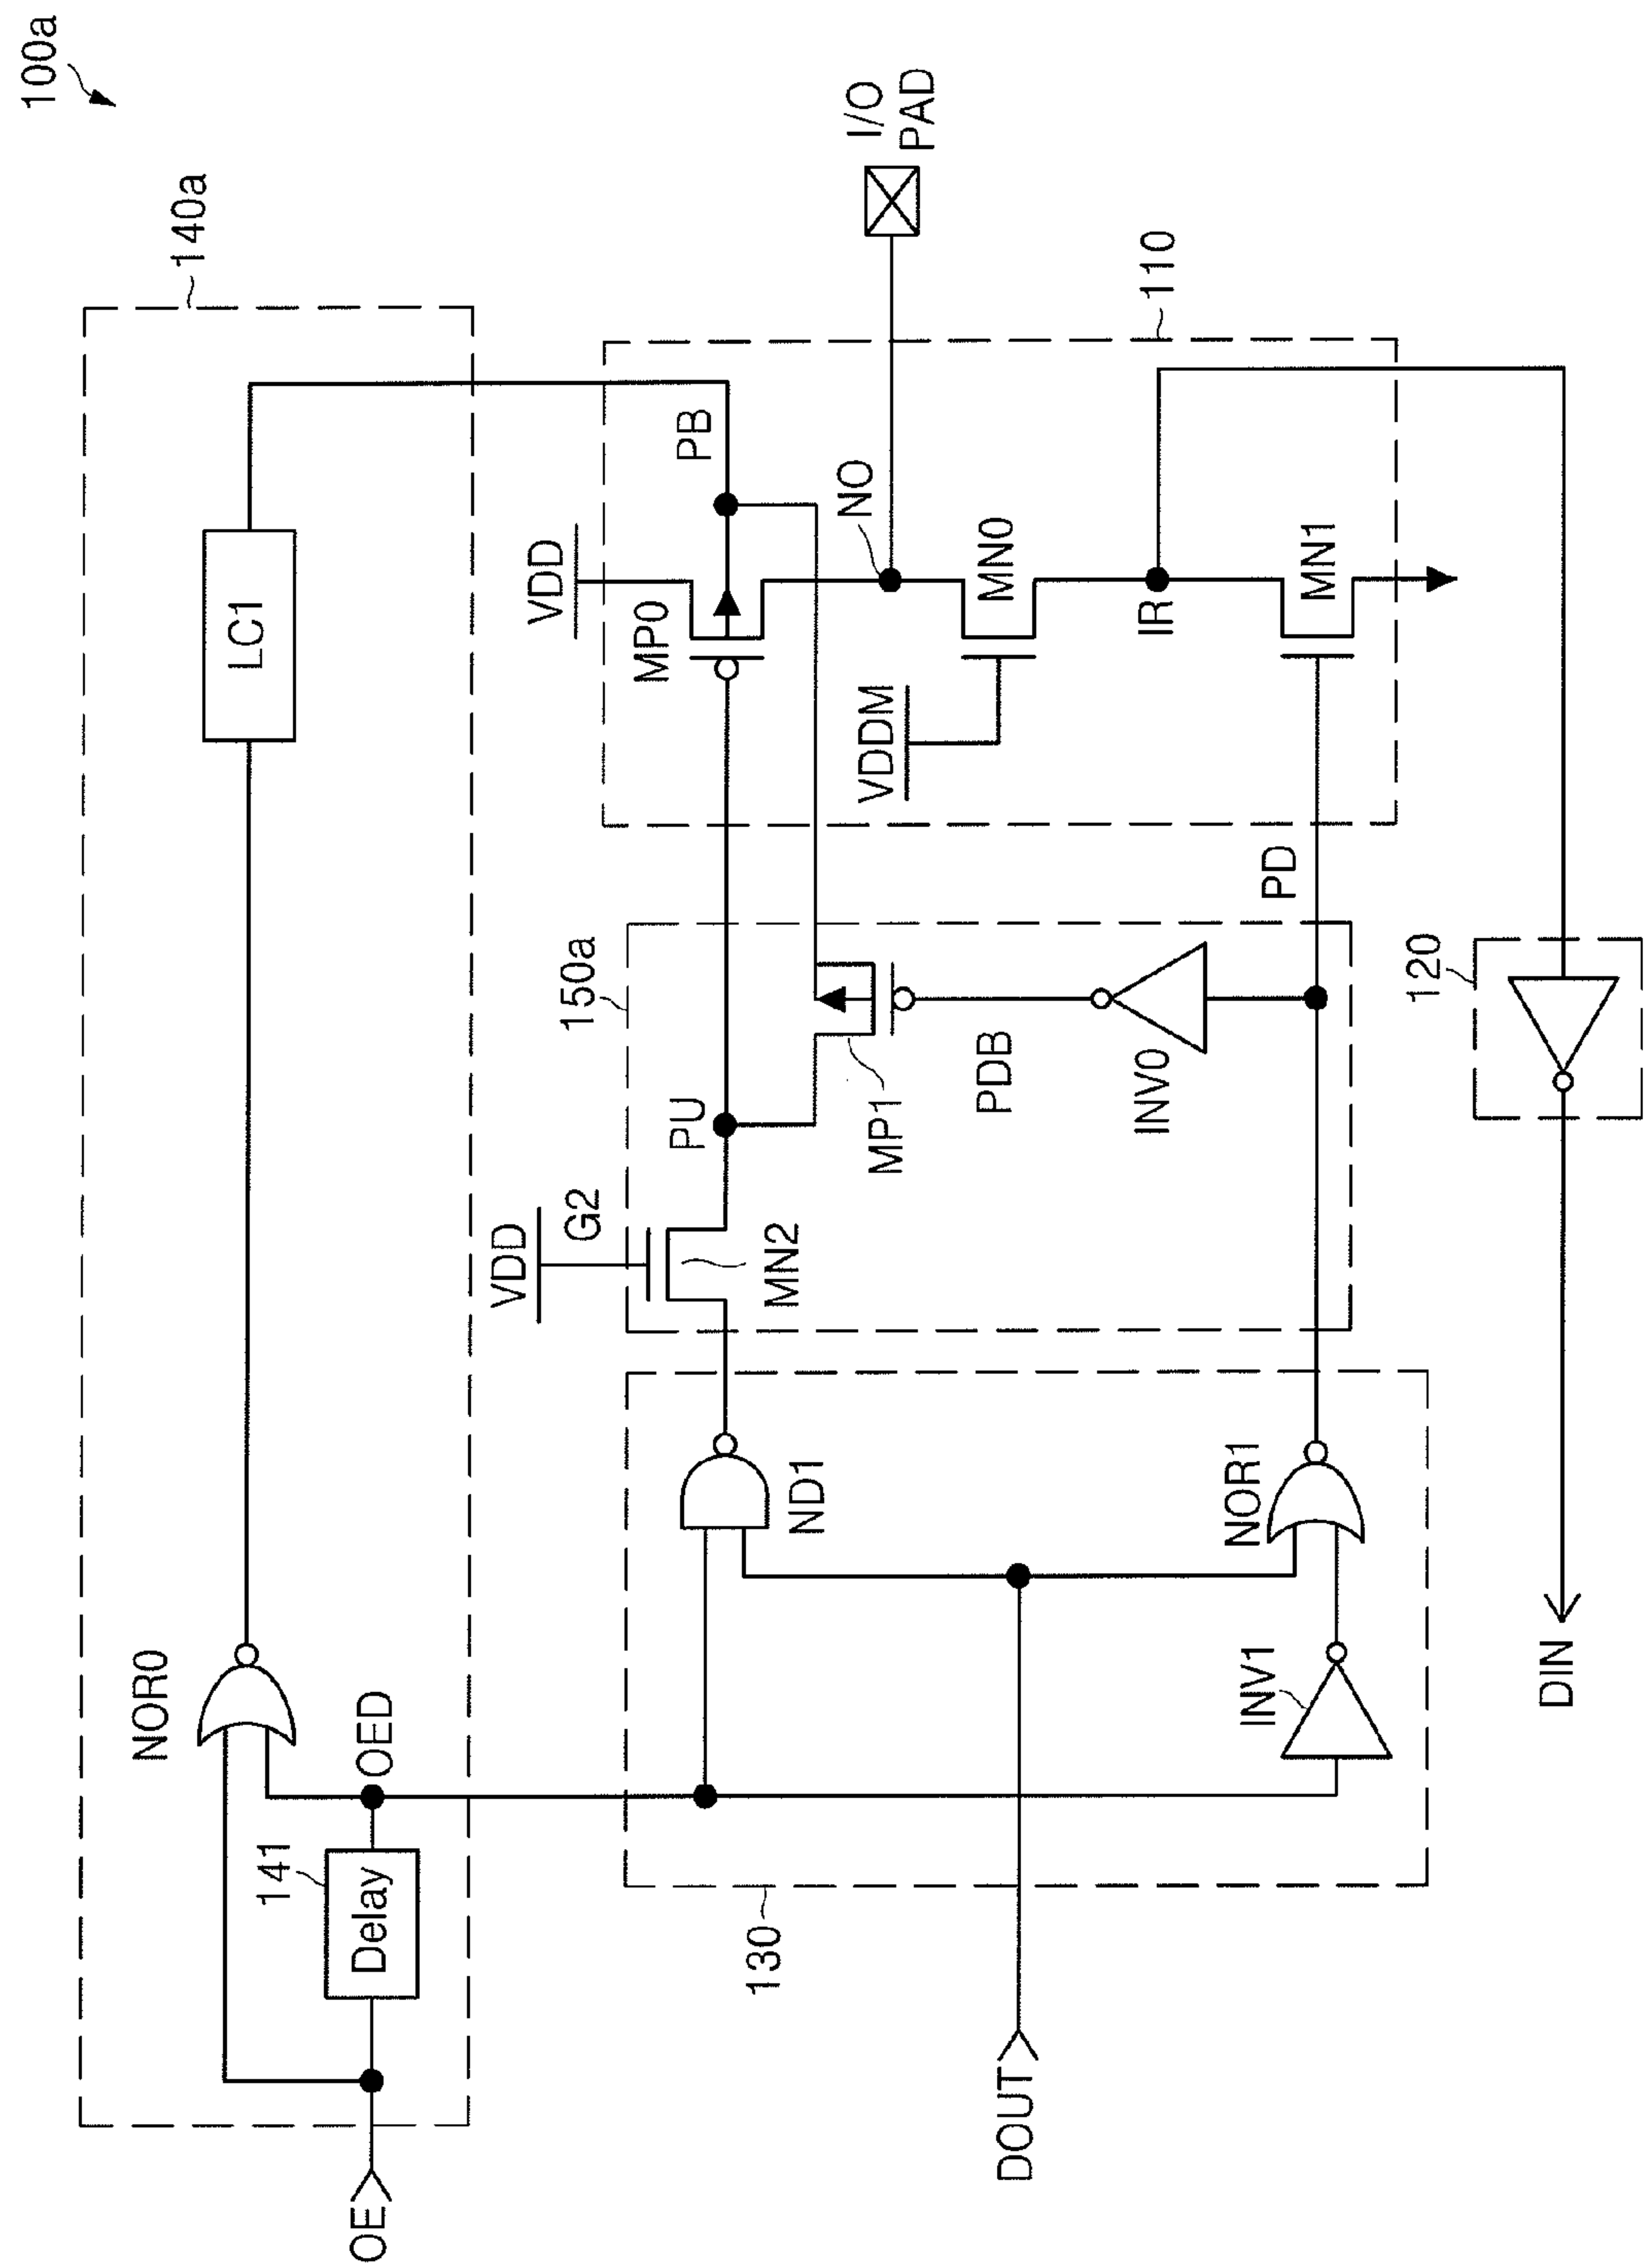 100a
140a
LC1
NOR0
OED
141
Delay
OE
I/O
PAD
110
VDD
PB
MP0
NO
MN0
VDDM
IR
MN1
PD
150a
VDD
G2
PU
MN2
MP1
PDB
INV0
120
ND1
NOR1
INV1
130
DOUT
DIN